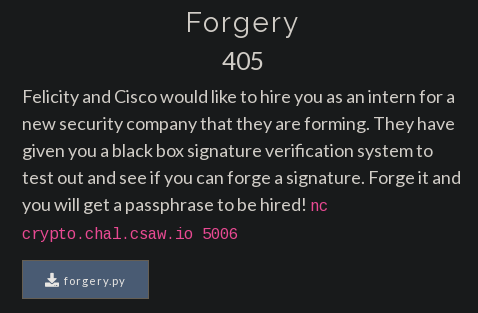 Forgery
405
Felicity and Cisco would like to hire you as an intern for a
new security company that they are forming. They have
given you a black box signature verification system to
test out and see if you can forge a signature. Forge it and
you will get a passphrase to be hired! nc
crypto.chal.csaw.io 5006
forgery.py